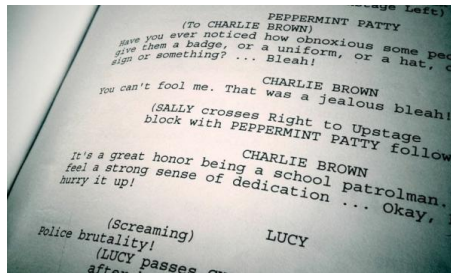 stage Left)
PEPPERMINT PATTY
(To CHARLIE BROWN)
Have you ever noticed how obnoxious some
give them a badge, or a uniform, or a hat,
sign or something? ... Bleah!
CHARLIE BROWN
You can't fool me. That was a jealous bleah!
(SALLY crosses Right to Upstage
block with PEPPERMINT PATTY
CHARLIE BROWN
It's a great honor being a school patrolman.
feel a strong sense of dedication ... Okay,
hurry it up!
LUCY
(Screaming)
Police brutality!
(LUCY passes
after